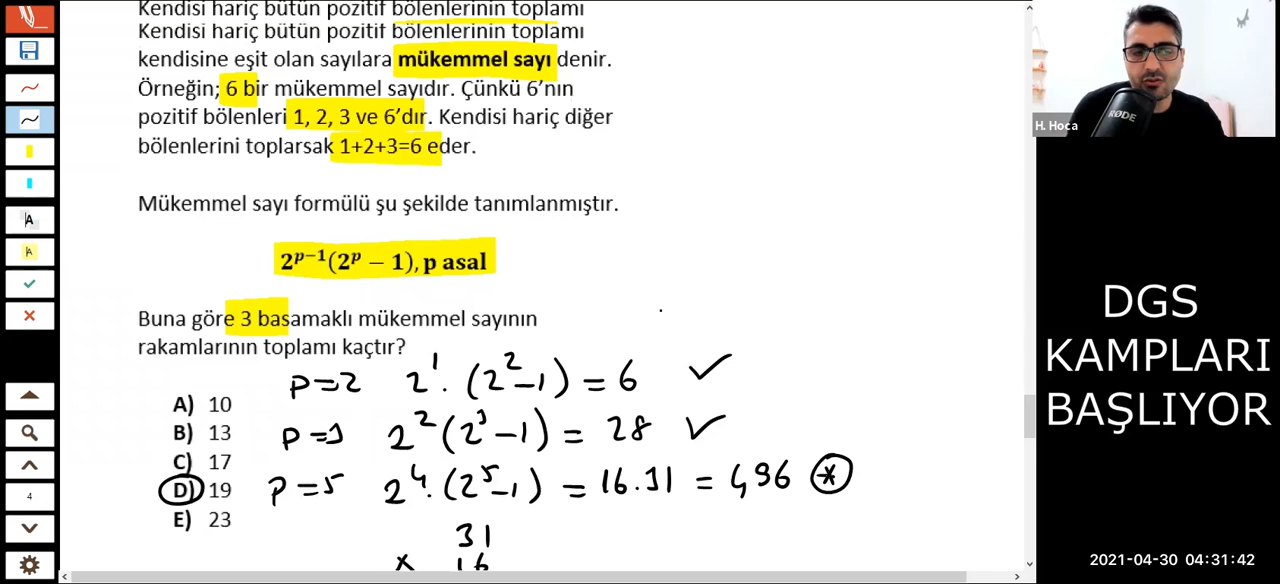 Kendisi hariç bütün pozitif bölenlerinin toplamı
Kendisi hariç bütün pozitif bölenlerinin toplamı
kendisine eşit olan sayılara mükemmel sayı denir.
Örneğin; 6 bir mükemmel sayıdır. Çünkü 6’nın
pozitif bölenleri 1, 2, 3 ve 6’dır. Kendisi hariç diğer
bölenlerini toplarsak 1+2+3=6 eder.
Mükemmel sayı formülü şu şekilde tanımlanmıştır.
2^{p−1}(2^p − 1), p asal
Buna göre 3 basamaklı mükemmel sayının
rakamlarının toplamı kaçtır?
p=2 2^1 . (2^2-1) = 6 ✓
p=3 2^2 (2^3-1) = 28 ✓
p=5 2^4 . (2^5-1) = 16.31 = 496 *
31
x 16
A) 10
B) 13
C) 17
D) 19
E) 23
A
A
4
H. Hoca
RØDE
DGS
KAMPLARI
BAŞLIYOR
2021-04-30 04:31:42